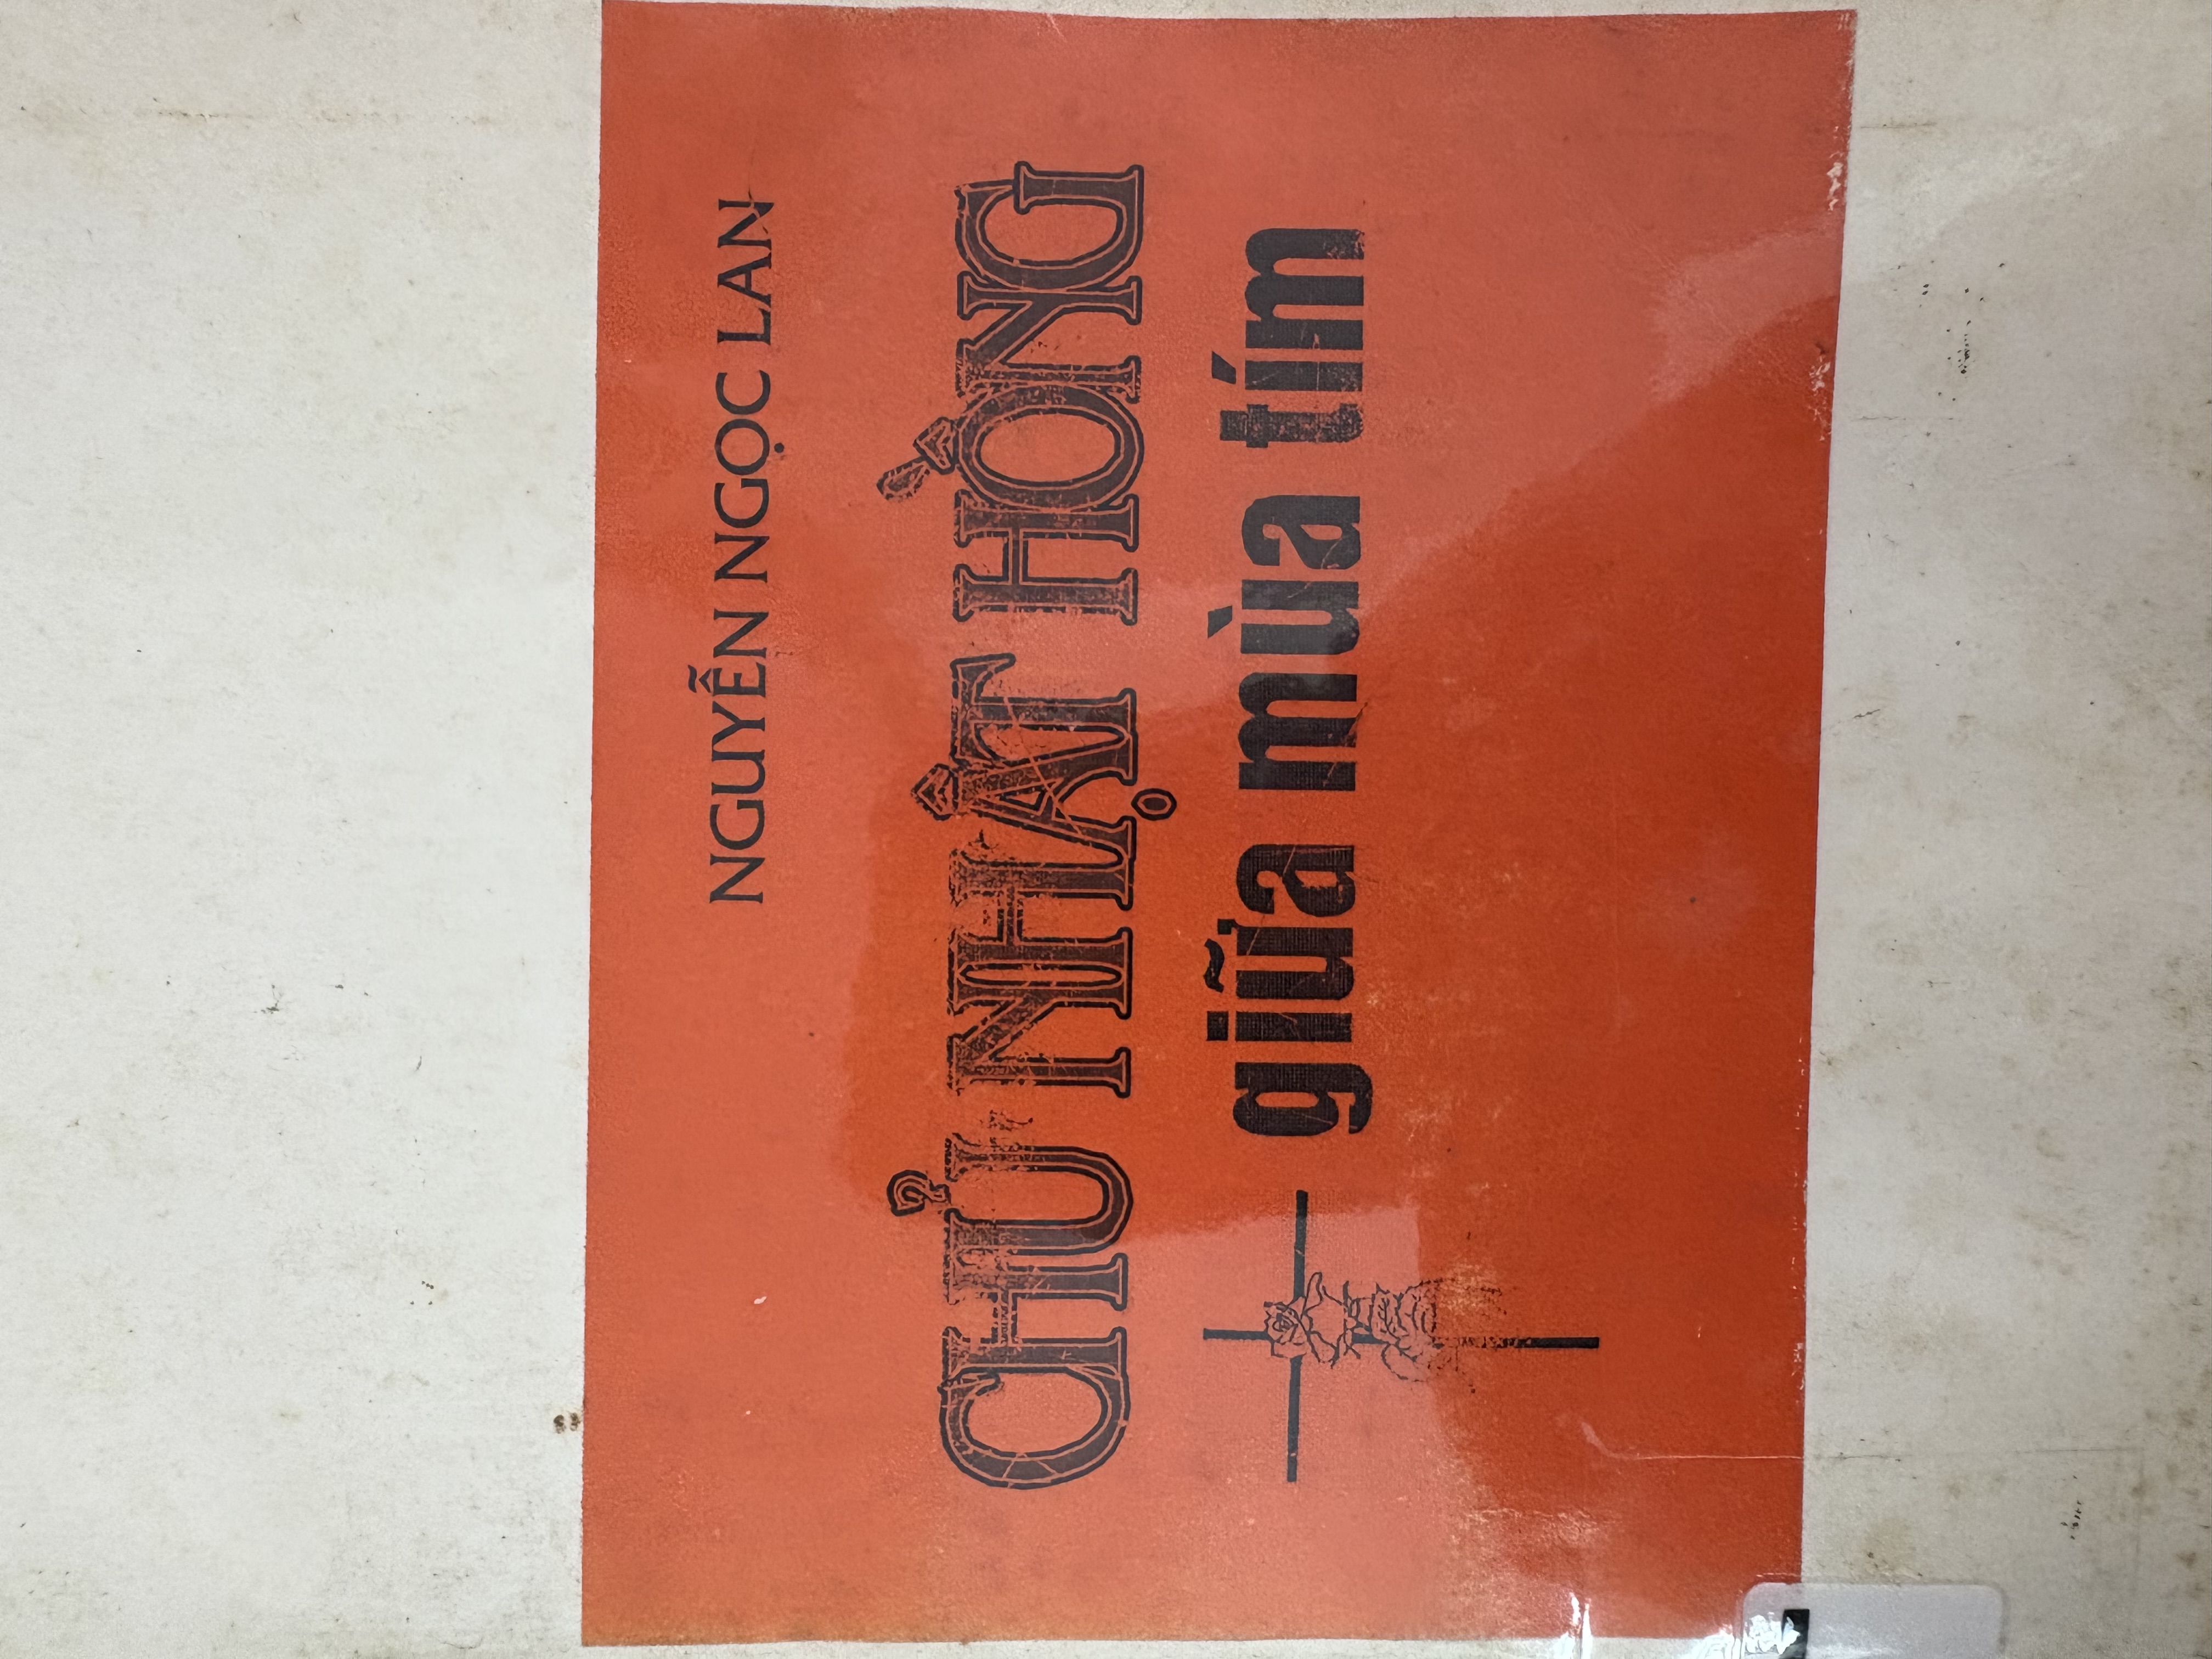 NGUYỄN NGỌC LAN
CHỦ NHẬT HỒNG
giữa mùa tím